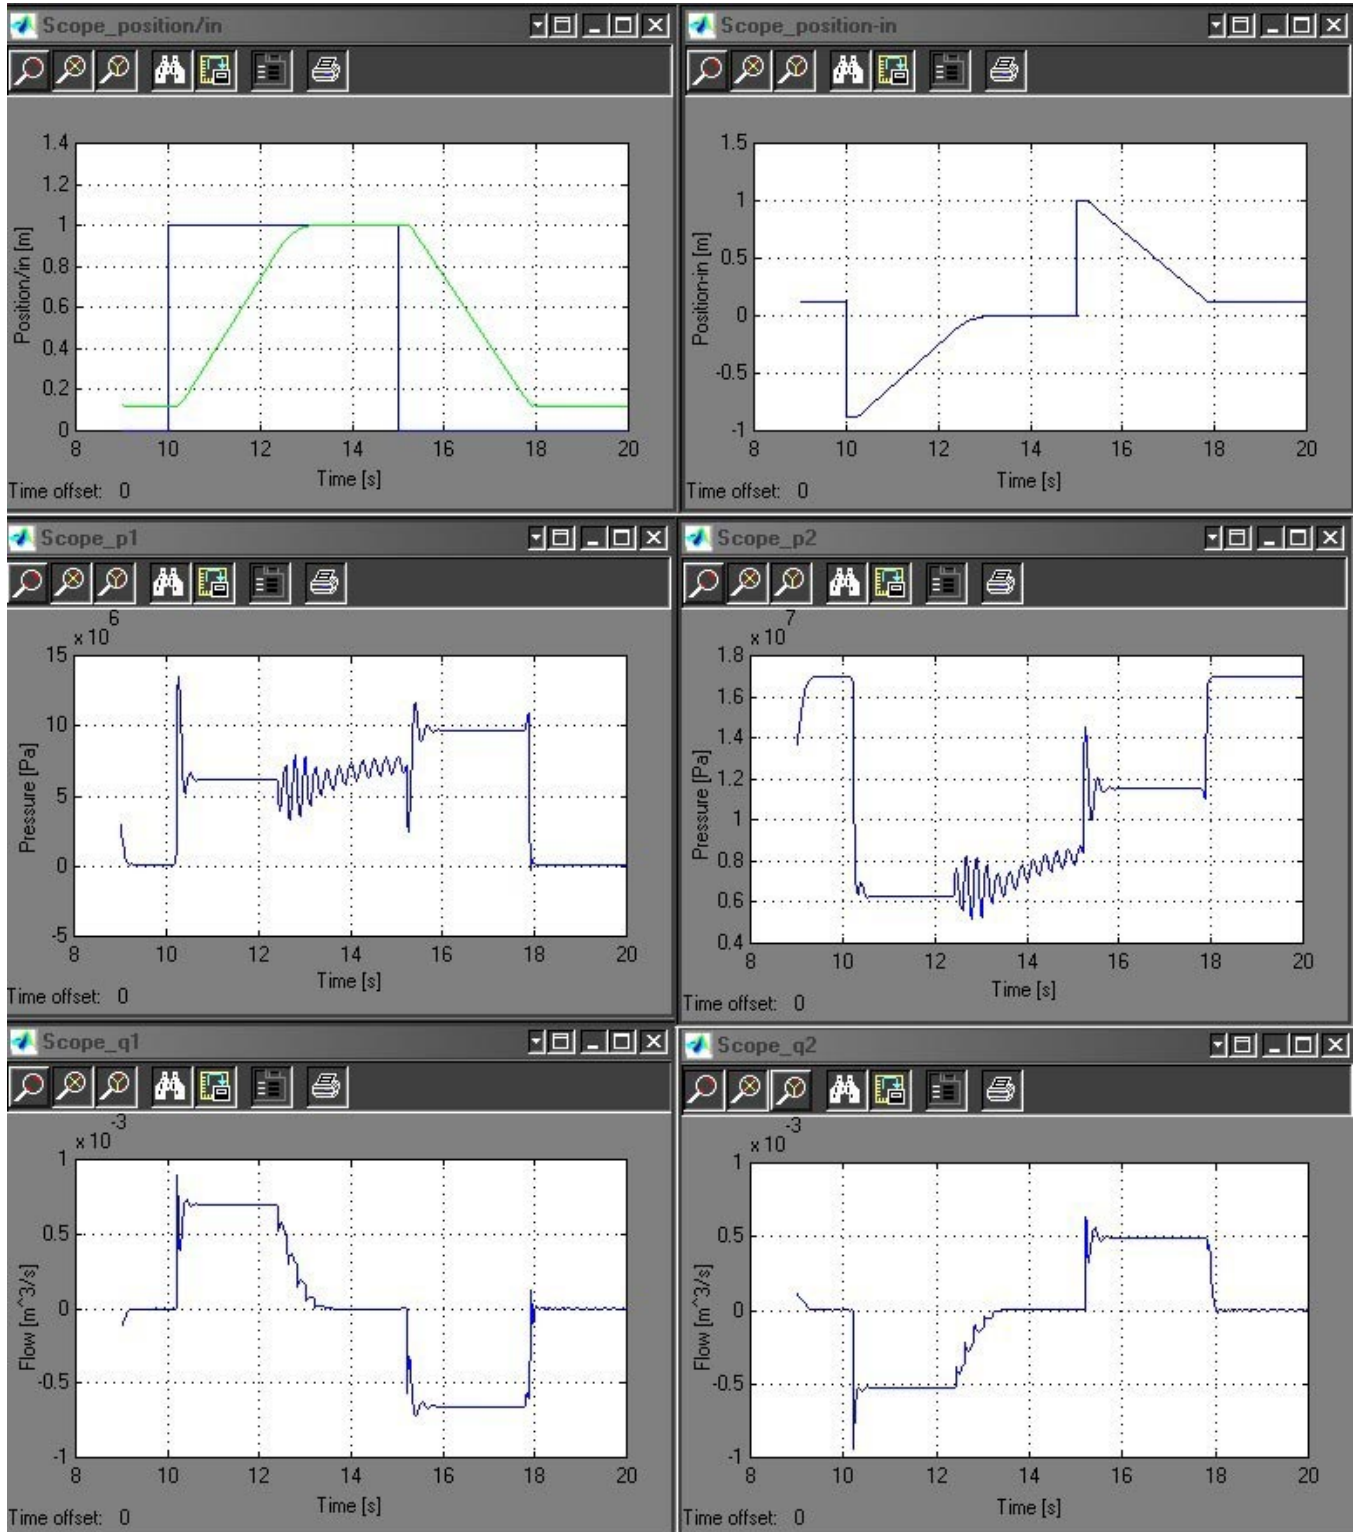 Scope_position/in
Position/in [m]
1.4
1.2
1
0.8
0.6
0.4
0.2
0
8 10 12 14 16 18 20
Time [s]
Time offset: 0
Scope_position-in
Position-in [m]
1.5
1
0.5
0
-0.5
-1
8 10 12 14 16 18 20
Time [s]
Time offset: 0
Scope_p1
x 10 6
Pressure [Pa]
15
10
5
0
-5
8 10 12 14 16 18 20
Time [s]
Time offset: 0
Scope_p2
x 10 7
Pressure [Pa]
1.8
1.6
1.4
1.2
1
0.8
0.6
0.4
8 10 12 14 16 18 20
Time [s]
Time offset: 0
Scope_q1
x 10 -3
Flow [m^3/s]
1
0.5
0
-0.5
-1
8 10 12 14 16 18 20
Time [s]
Time offset: 0
Scope_q2
x 10 -3
Flow [m^3/s]
1
0.5
0
-0.5
-1
8 10 12 14 16 18 20
Time [s]
Time offset: 0